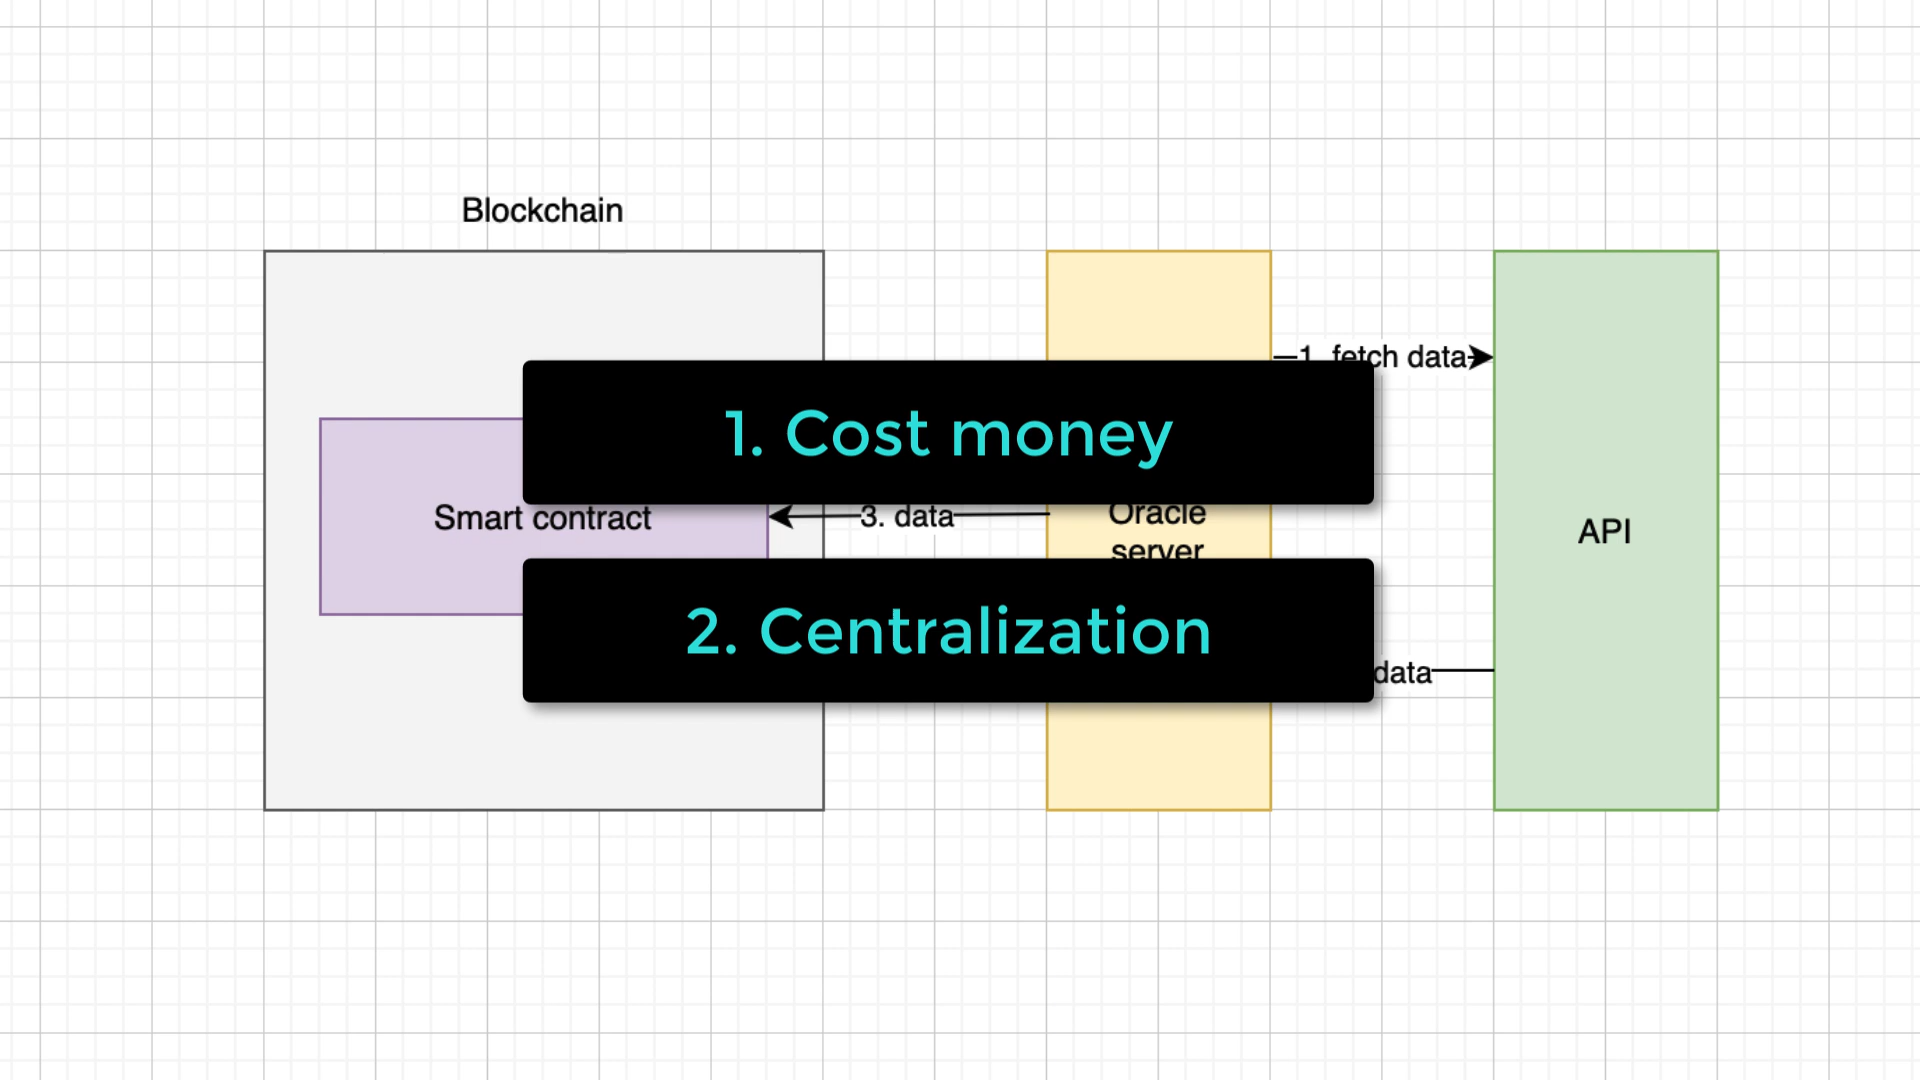 Blockchain
1. fetch data
1. Cost money
Smart contract
3. data
Oracle
server
API
2. Centralization
data